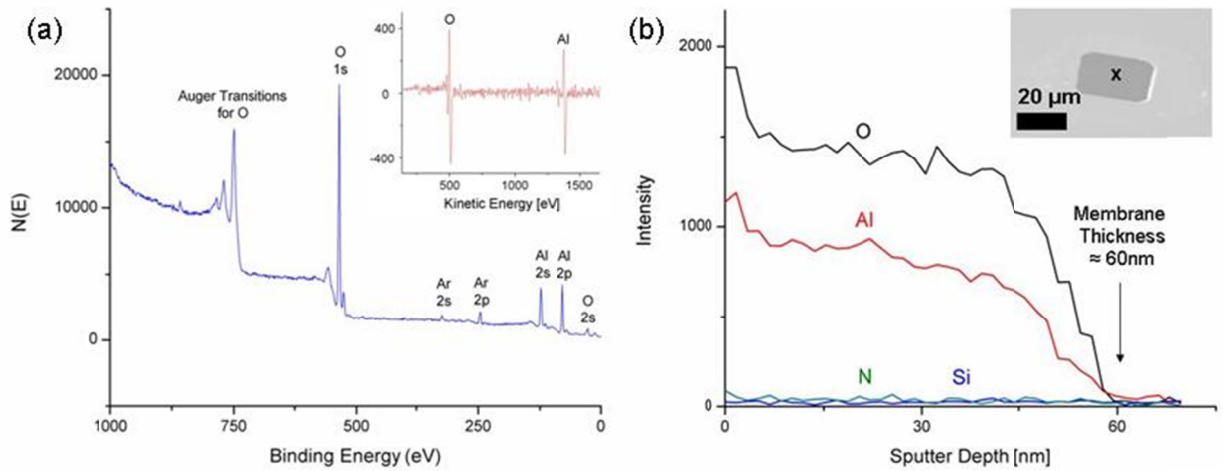 (a)
20000
10000
0
N(E)
1000
750
500
250
0
Binding Energy (eV)
Auger Transitions
for O
O
1s
Ar
2s
Ar
2p
Al
2s
Al
2p
O
2s
400
0
-400
500
1000
1500
Kinetic Energy [eV]
O
Al
(b)
2000
1000
0
Intensity
0
30
60
Sputter Depth [nm]
O
Al
N
Si
Membrane
Thickness
≈ 60nm
x
20 µm